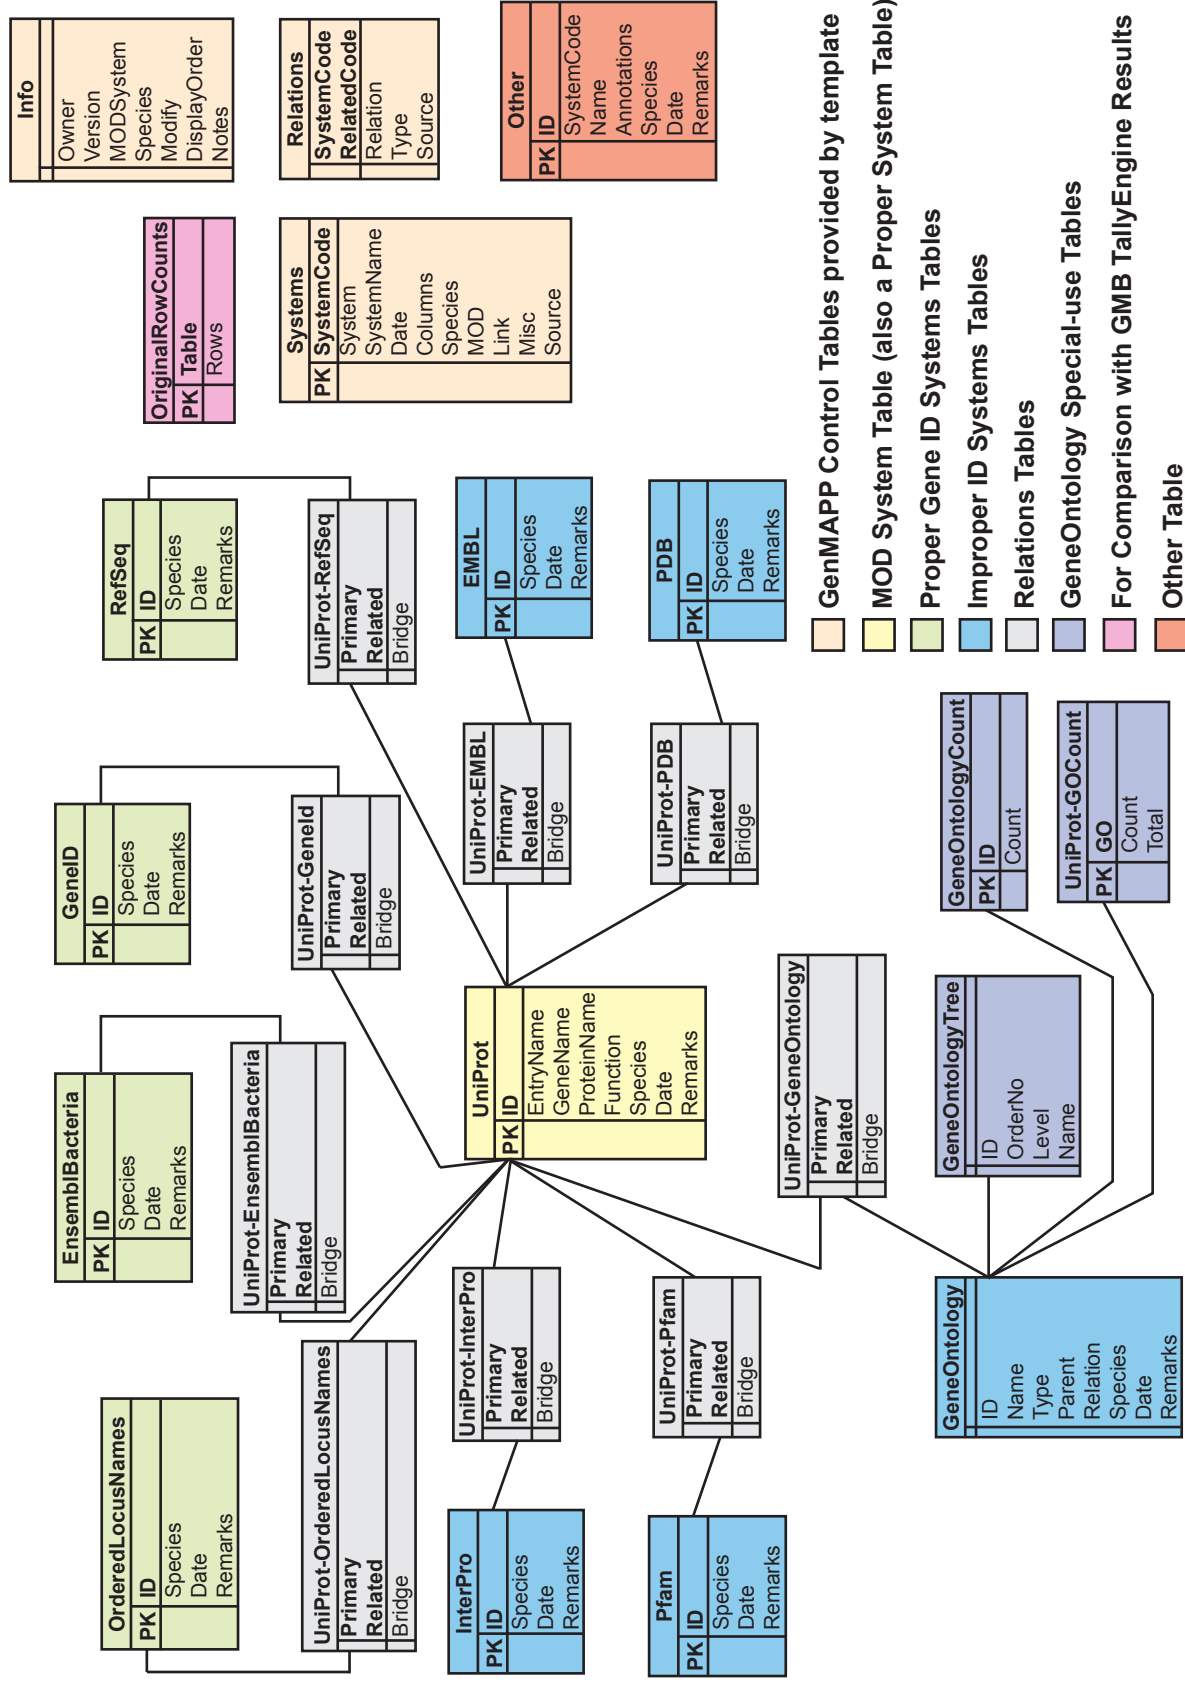 OrderedLocusNames
PK ID
Species
Date
Remarks
EnsemblBacteria
PK ID
Species
Date
Remarks
GeneID
PK ID
Species
Date
Remarks
RefSeq
PK ID
Species
Date
Remarks
OriginalRowCounts
PK Table
Rows
Info
Owner
Version
MODSystem
Species
Modify
DisplayOrder
Notes
UniProt-OrderedLocusNames
Primary
Related
Bridge
UniProt-EnsemblBacteria
Primary
Related
Bridge
UniProt-GeneId
Primary
Related
Bridge
UniProt-RefSeq
Primary
Related
Bridge
Systems
PK SystemCode
System
SystemName
Date
Columns
Species
MOD
Link
Misc
Source
Relations
SystemCode
RelatedCode
Relation
Type
Source
InterPro
PK ID
Species
Date
Remarks
UniProt-InterPro
Primary
Related
Bridge
UniProt
PK ID
EntryName
GeneName
ProteinName
Function
Species
Date
Remarks
UniProt-EMBL
Primary
Related
Bridge
EMBL
PK ID
Species
Date
Remarks
Other
PK ID
SystemCode
Name
Annotations
Species
Date
Remarks
Pfam
PK ID
Species
Date
Remarks
UniProt-Pfam
Primary
Related
Bridge
UniProt-PDB
Primary
Related
Bridge
PDB
PK ID
Species
Date
Remarks
UniProt-GeneOntology
Primary
Related
Bridge
GeneOntology
ID
Name
Type
Parent
Relation
Species
Date
Remarks
GeneOntologyTree
ID
OrderNo
Level
Name
GeneOntologyCount
PK ID
Count
UniProt-GOCount
PK GO
Count
Total
GenMAPP Control Tables provided by template
MOD System Table (also a Proper System Table)
Proper Gene ID Systems Tables
Improper ID Systems Tables
Relations Tables
GeneOntology Special-use Tables
For Comparison with GMB TallyEngine Results
Other Table